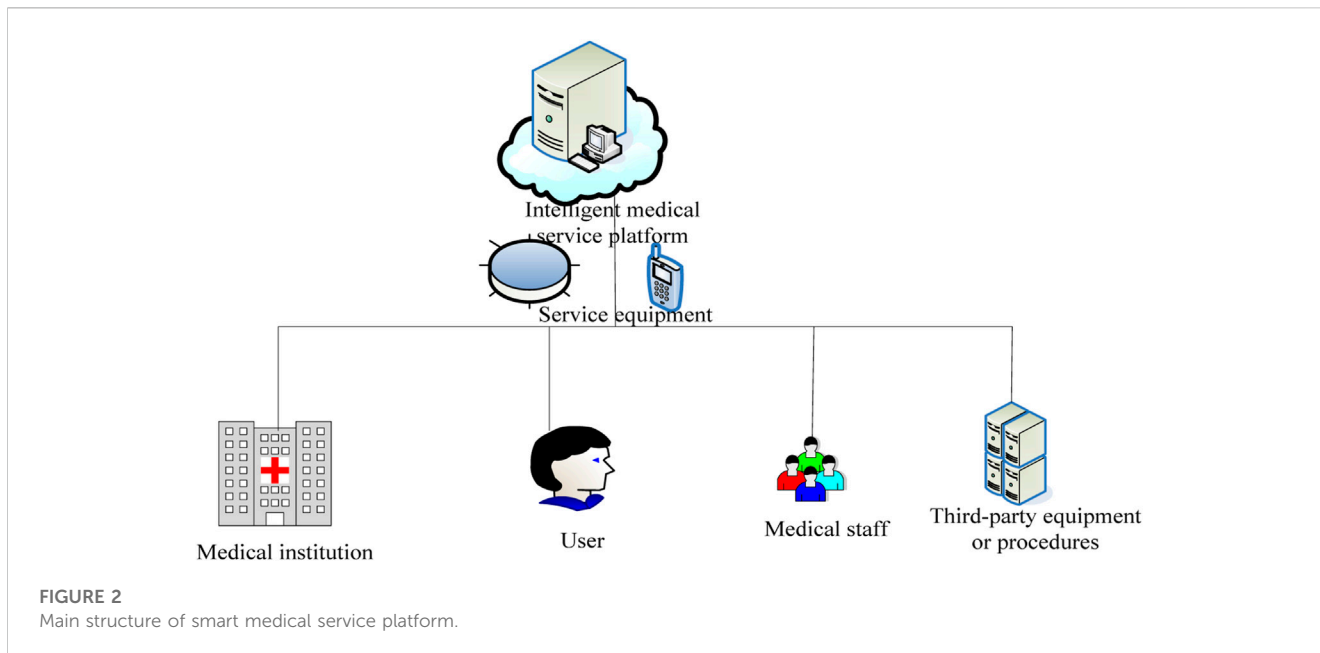 Intelligent medical
service platform
Service equipment
Medical institution
User
Medical staff
Third-party equipment
or procedures
FIGURE 2
Main structure of smart medical service platform.